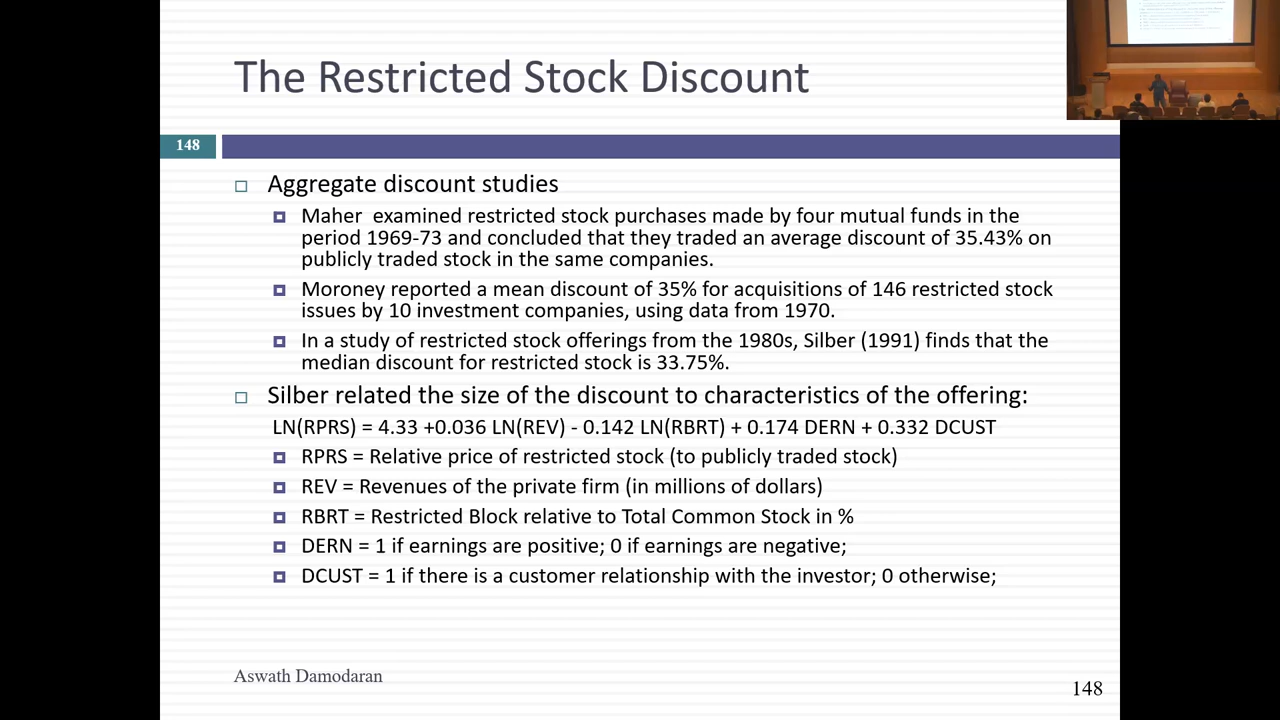 The Restricted Stock Discount
148
Aggregate discount studies
Maher examined restricted stock purchases made by four mutual funds in the
period 1969-73 and concluded that they traded an average discount of 35.43% on
publicly traded stock in the same companies.
Moroney reported a mean discount of 35% for acquisitions of 146 restricted stock
issues by 10 investment companies, using data from 1970.
In a study of restricted stock offerings from the 1980s, Silber (1991) finds that the
median discount for restricted stock is 33.75%.
Silber related the size of the discount to characteristics of the offering:
LN(RPRS) = 4.33 +0.036 LN(REV) - 0.142 LN(RBRT) + 0.174 DERN + 0.332 DCUST
RPRS = Relative price of restricted stock (to publicly traded stock)
REV = Revenues of the private firm (in millions of dollars)
RBRT = Restricted Block relative to Total Common Stock in %
DERN = 1 if earnings are positive; 0 if earnings are negative;
DCUST = 1 if there is a customer relationship with the investor; 0 otherwise;
Aswath Damodaran
148